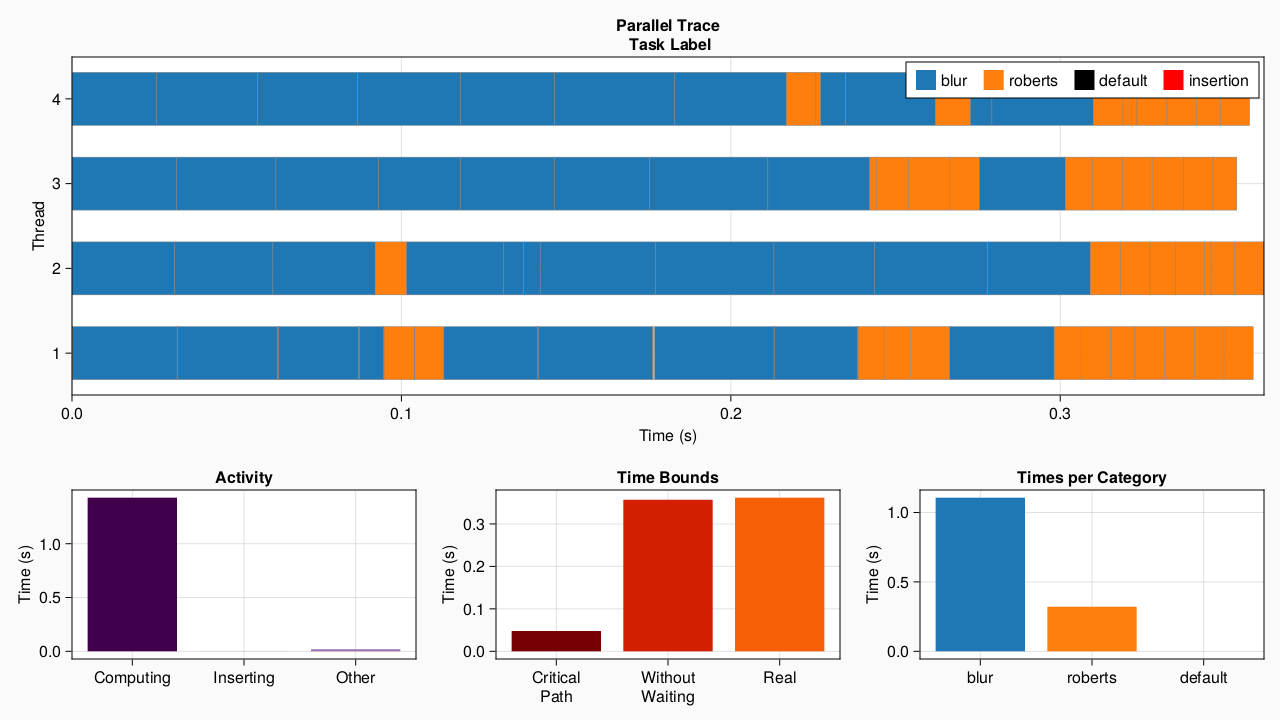 Parallel Trace
Task Label
blur roberts default insertion
Thread
4
3
2
1
0.0 0.1 0.2 0.3
Time (s)
Activity
Time (s)
1.0
0.5
0.0
Computing Inserting Other
Time Bounds
Time (s)
0.3
0.2
0.1
0.0
Critical Path Without Waiting Real
Times per Category
Time (s)
1.0
0.5
0.0
blur roberts default